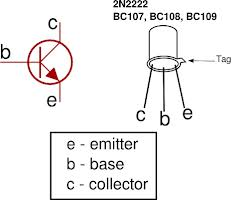 c
b
e
2N2222
BC107, BC108, BC109
Tag
c
b
e
e - emitter
b - base
c - collector